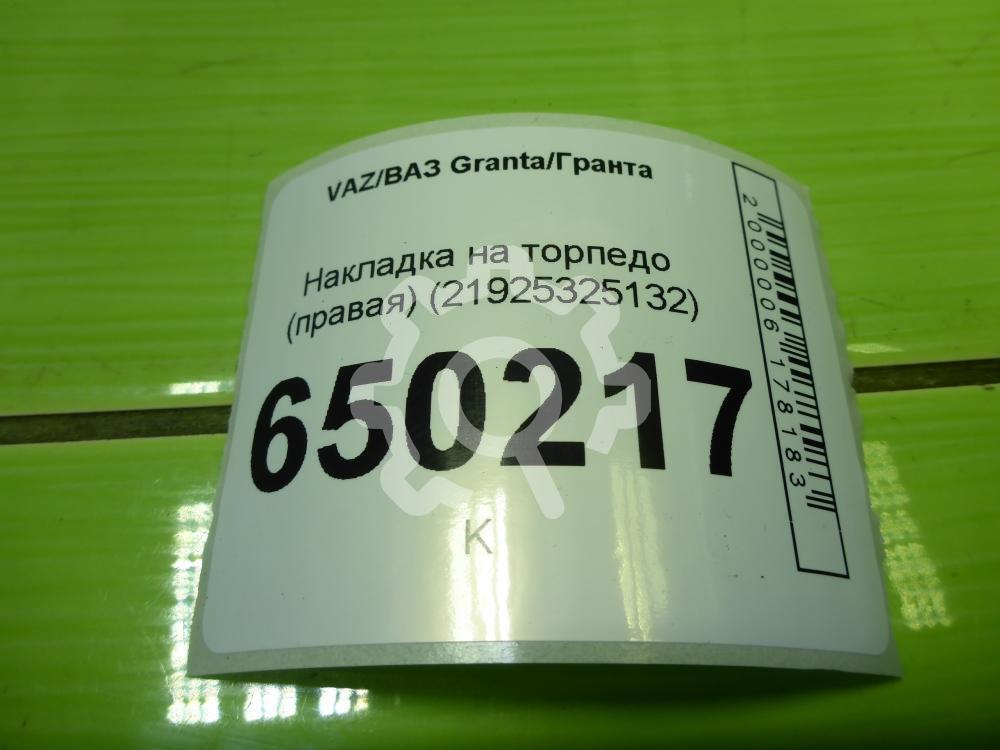 VAZ/ВАЗ Granta/Гранта
Накладка на торпедо
(правая) (21925325132)
650217
К
2000006178183